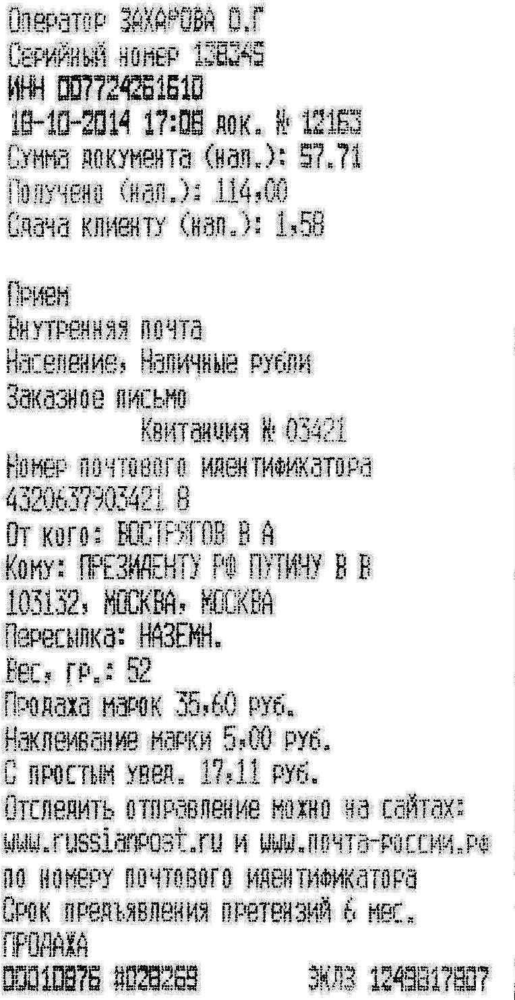 Оператор ЗАХАРОВА О.Г
Серийный номер 138345
ИНН 007724261610
18-10-2014 17:08 док. № 12163
Сумма документа (нал.): 57.71
Получено (нал.): 114,00
Сдача клиенту (нал.): 1,58
Прием
Внутренняя почта
Население, Наличные рубли
Заказное письмо
Квитанция № 03421
Номер почтового идентификатора
4320637903421 8
От кого: ВОСТРЯГОВ В А
Кому: ПРЕЗИДЕНТУ РФ ПУТИЧУ В В
103132, МОСКВА, МОСКВА
Пересылка: НАЗЕМН.
Вес, гр.: 52
Продажа марок 35,60 руб.
Наклеивание марки 5,00 руб.
С простым увед. 17,11 руб.
Отследить отправление можно на сайтах:
www.russianpost.ru и www.почта-россии.рф
по номеру почтового идентификатора
Срок предъявления претензий 6 мес.
ПРОДАЖА
00010876 #028269 ЭКЛЗ 1249817807